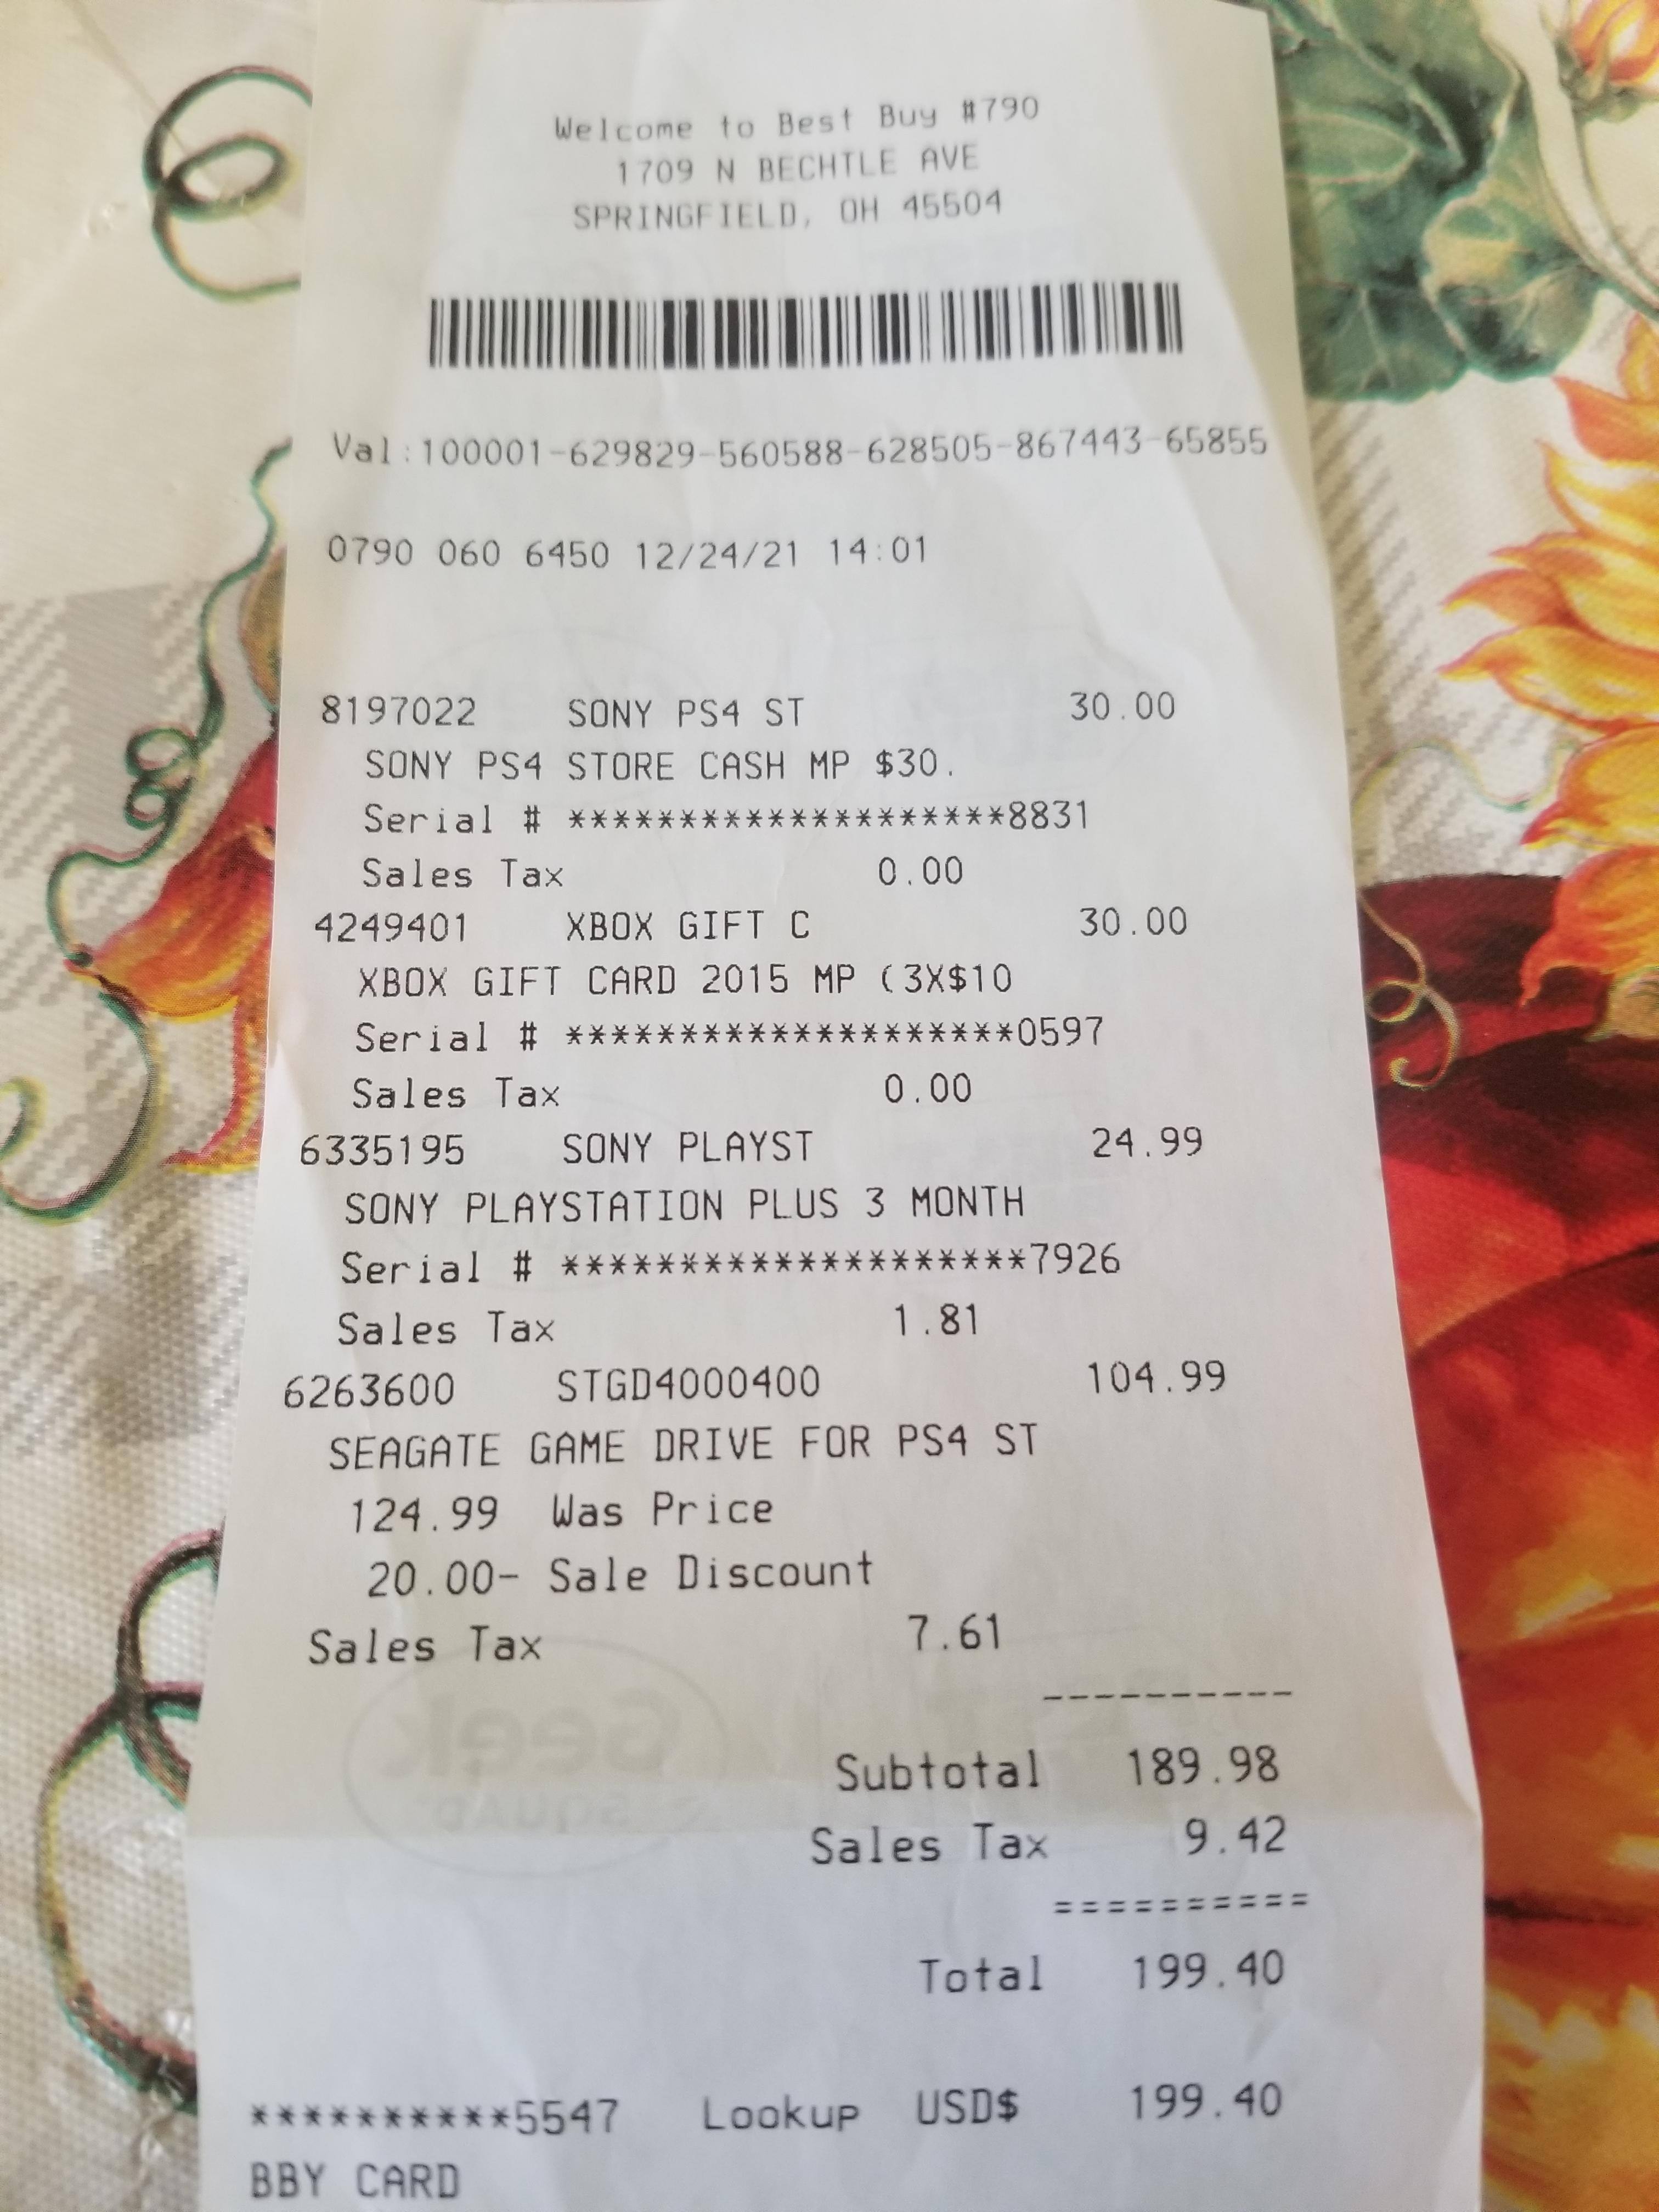 Welcome to Best Buy #790
1709 N BECHTLE AVE
SPRINGFIELD, OH 45504
Val:100001-629829-560588-628505-867443-65855
0790 060 6450 12/24/21 14:01
8197022 SONY PS4 ST 30.00
SONY PS4 STORE CASH MP $30.
Serial # ********************8831
Sales Tax 0.00
4249401 XBOX GIFT C 30.00
XBOX GIFT CARD 2015 MP (3X$10
Serial # ********************0597
Sales Tax 0.00
6335195 SONY PLAYST 24.99
SONY PLAYSTATION PLUS 3 MONTH
Serial # ********************7926
Sales Tax 1.81
6263600 STGD4000400 104.99
SEAGATE GAME DRIVE FOR PS4 ST
124.99 Was Price
20.00- Sale Discount
Sales Tax 7.61
----------
Subtotal 189.98
Sales Tax 9.42
==========
Total 199.40
**********5547 Lookup USD$ 199.40
BBY CARD